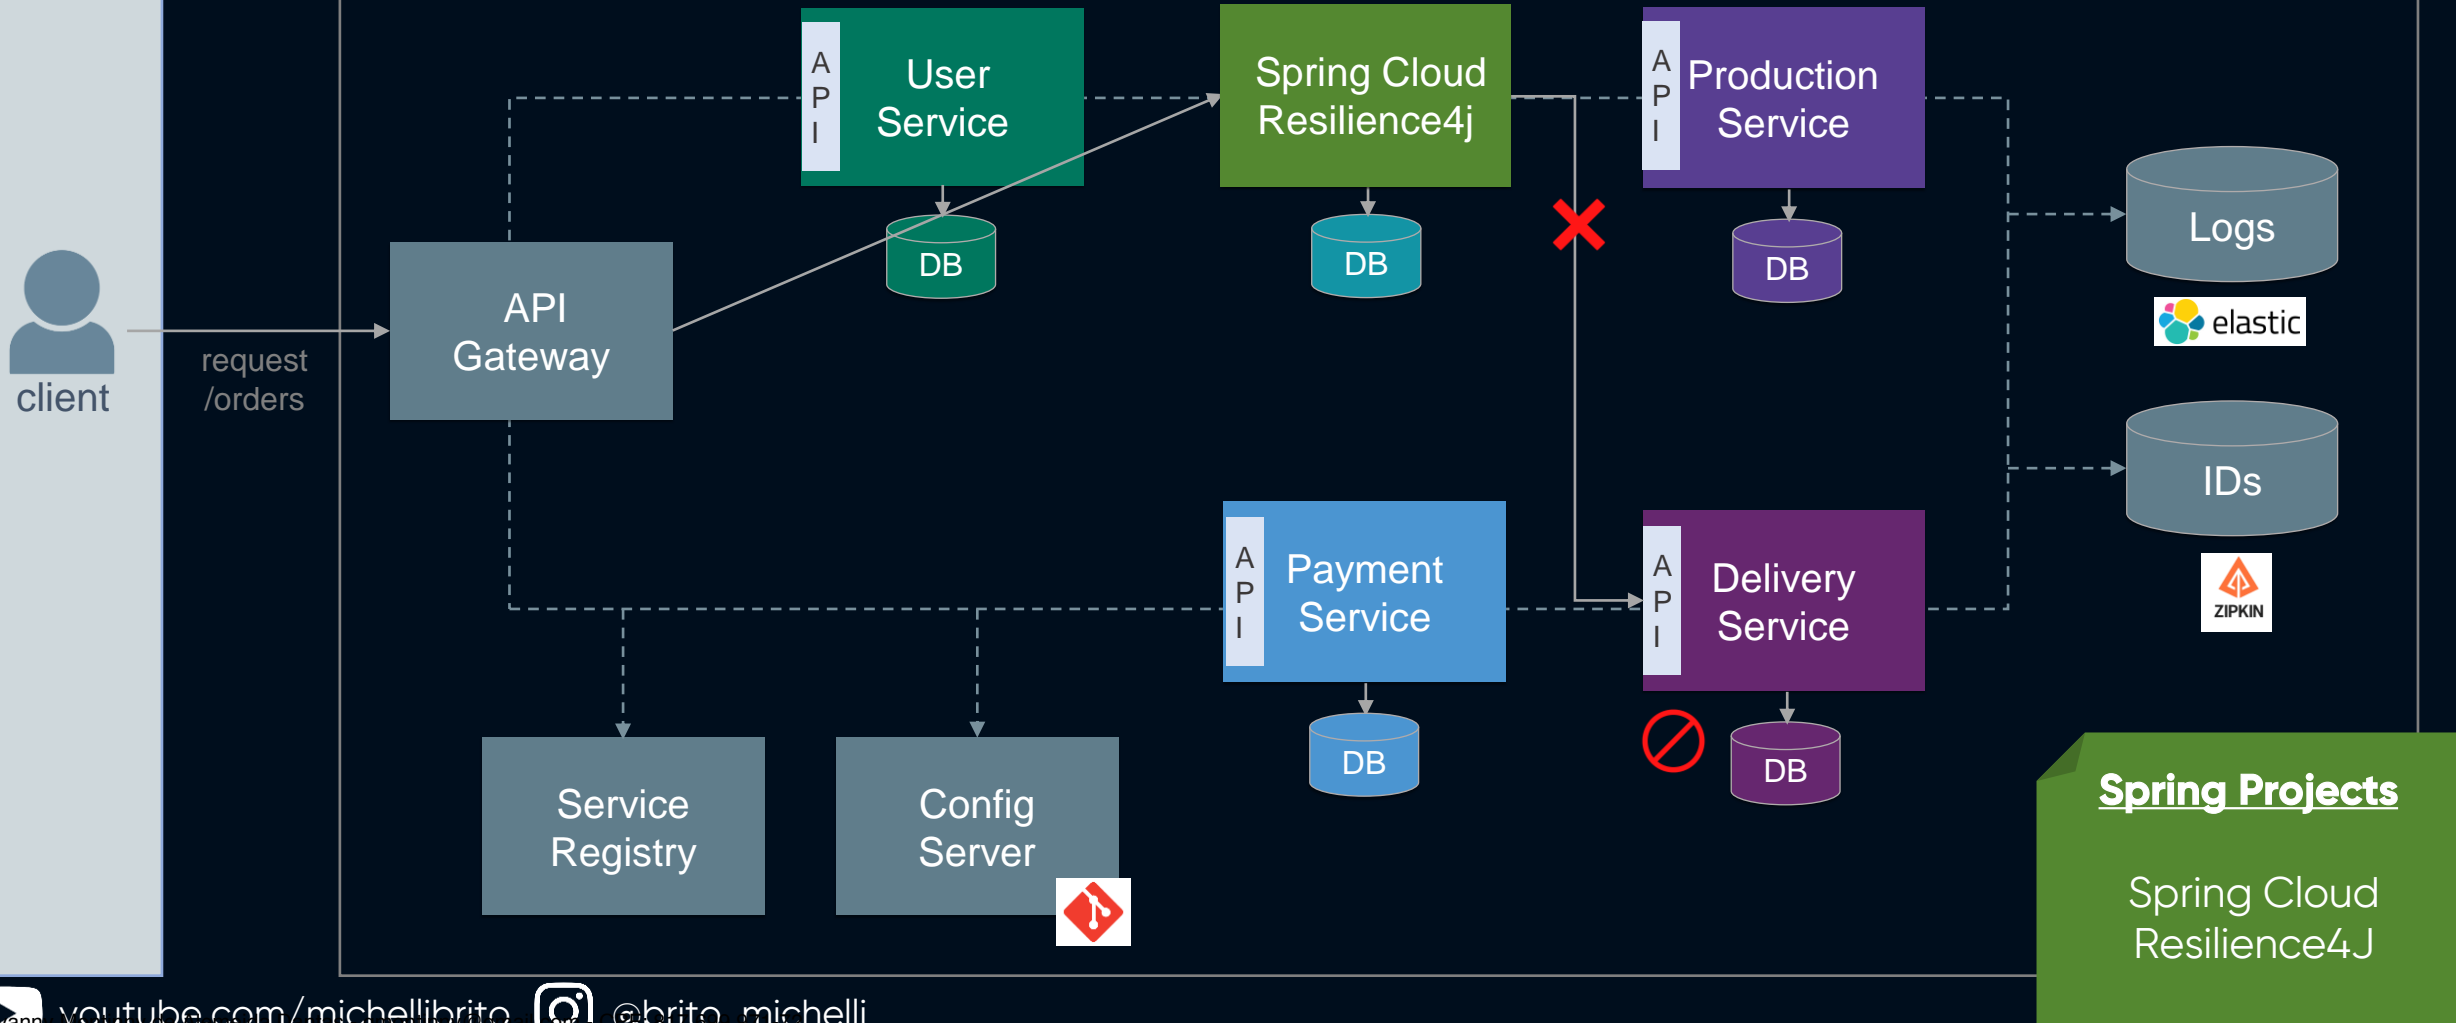 A
P
I
User
Service
Spring Cloud
Resilience4j
A
P
I
Production
Service
DB
DB
DB
Logs
elastic
API
Gateway
client
request
/orders
IDs
ZIPKIN
A
P
I
Payment
Service
A
P
I
Delivery
Service
DB
DB
Service
Registry
Config
Server
Spring Projects
Spring Cloud
Resilience4J
youtube.com/michellibrito
@brito_michelli